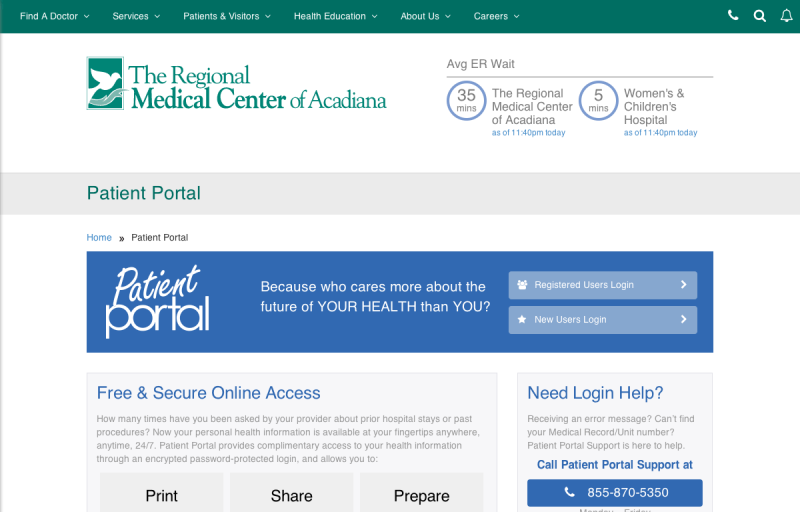 Find A Doctor Services Patients & Visitors Health Education About Us Careers
The Regional
Medical Center of Acadiana
Avg ER Wait
35
mins
The Regional
Medical Center
of Acadiana
as of 11:40pm today
5
mins
Women's &
Children's
Hospital
as of 11:40pm today
Patient Portal
Home » Patient Portal
Patient
portal
Because who cares more about the
future of YOUR HEALTH than YOU?
Registered Users Login
New Users Login
Free & Secure Online Access
How many times have you been asked by your provider about prior hospital stays or past
procedures? Now your personal health information is available at your fingertips anywhere,
anytime, 24/7. Patient Portal provides complimentary access to your health information
through an encrypted password-protected login, and allows you to:
Print Share Prepare
Need Login Help?
Receiving an error message? Can't find
your Medical Record/Unit number?
Patient Portal Support is here to help.
Call Patient Portal Support at
855-870-5350
Monday - Friday